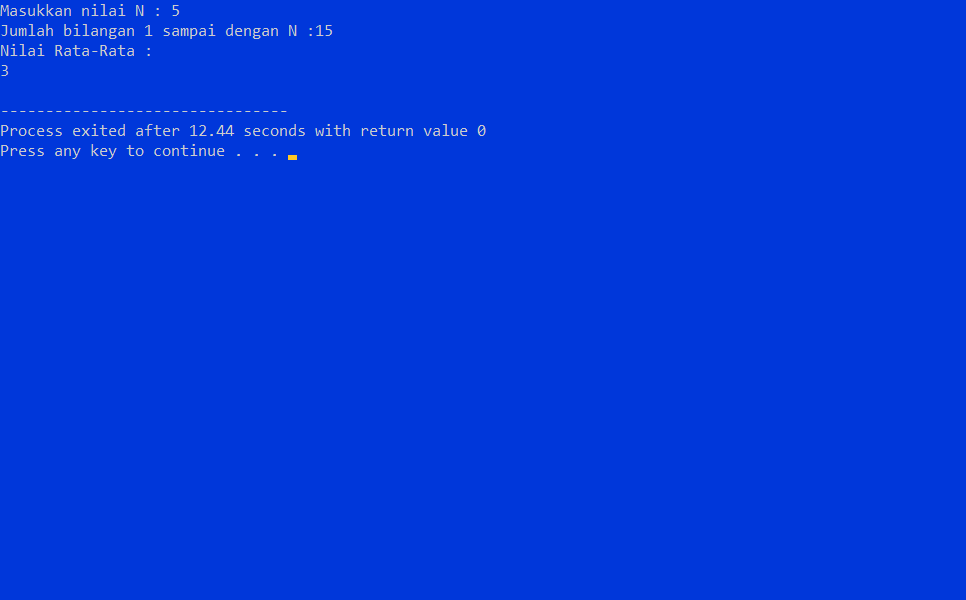 Masukkan nilai N : 5
Jumlah bilangan 1 sampai dengan N :15
Nilai Rata-Rata :
3
--------------------------------
Process exited after 12.44 seconds with return value 0
Press any key to continue . . .